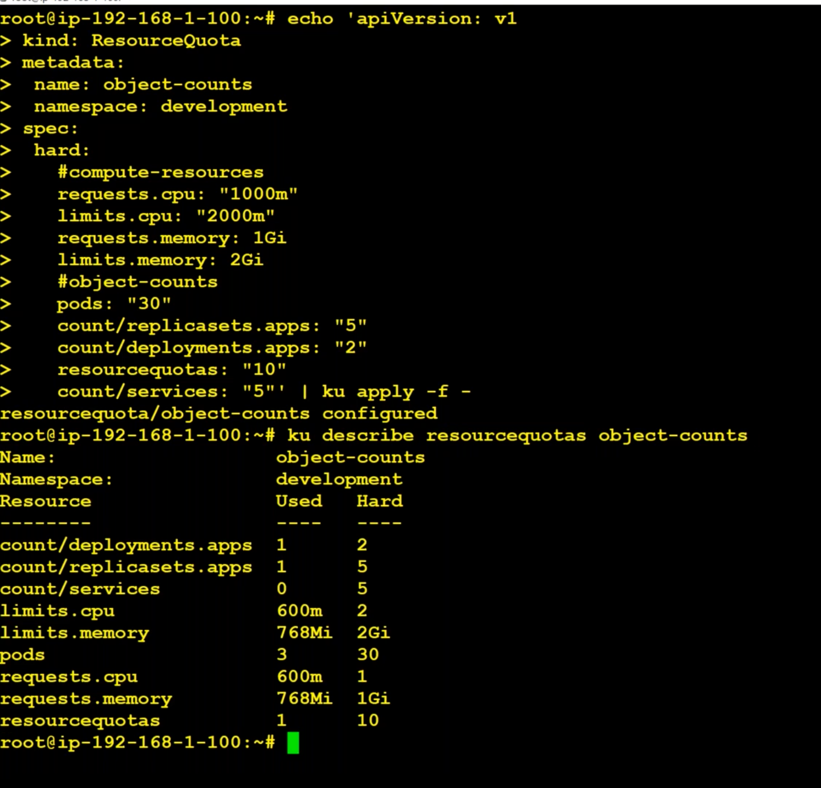 root@ip-192-168-1-100:~# echo 'apiVersion: v1
> kind: ResourceQuota
> metadata:
>  name: object-counts
>  namespace: development
> spec:
>  hard:
>    #compute-resources
>    requests.cpu: "1000m"
>    limits.cpu: "2000m"
>    requests.memory: 1Gi
>    limits.memory: 2Gi
>    #object-counts
>    pods: "30"
>    count/replicasets.apps: "5"
>    count/deployments.apps: "2"
>    resourcequotas: "10"
>    count/services: "5"' | ku apply -f -
resourcequota/object-counts configured
root@ip-192-168-1-100:~# ku describe resourcequotas object-counts
Name:                   object-counts
Namespace:              development
Resource                Used   Hard
--------                ----   ----
count/deployments.apps  1      2
count/replicasets.apps  1      5
count/services          0      5
limits.cpu              600m   2
limits.memory           768Mi  2Gi
pods                    3      30
requests.cpu            600m   1
requests.memory         768Mi  1Gi
resourcequotas          1      10
root@ip-192-168-1-100:~#